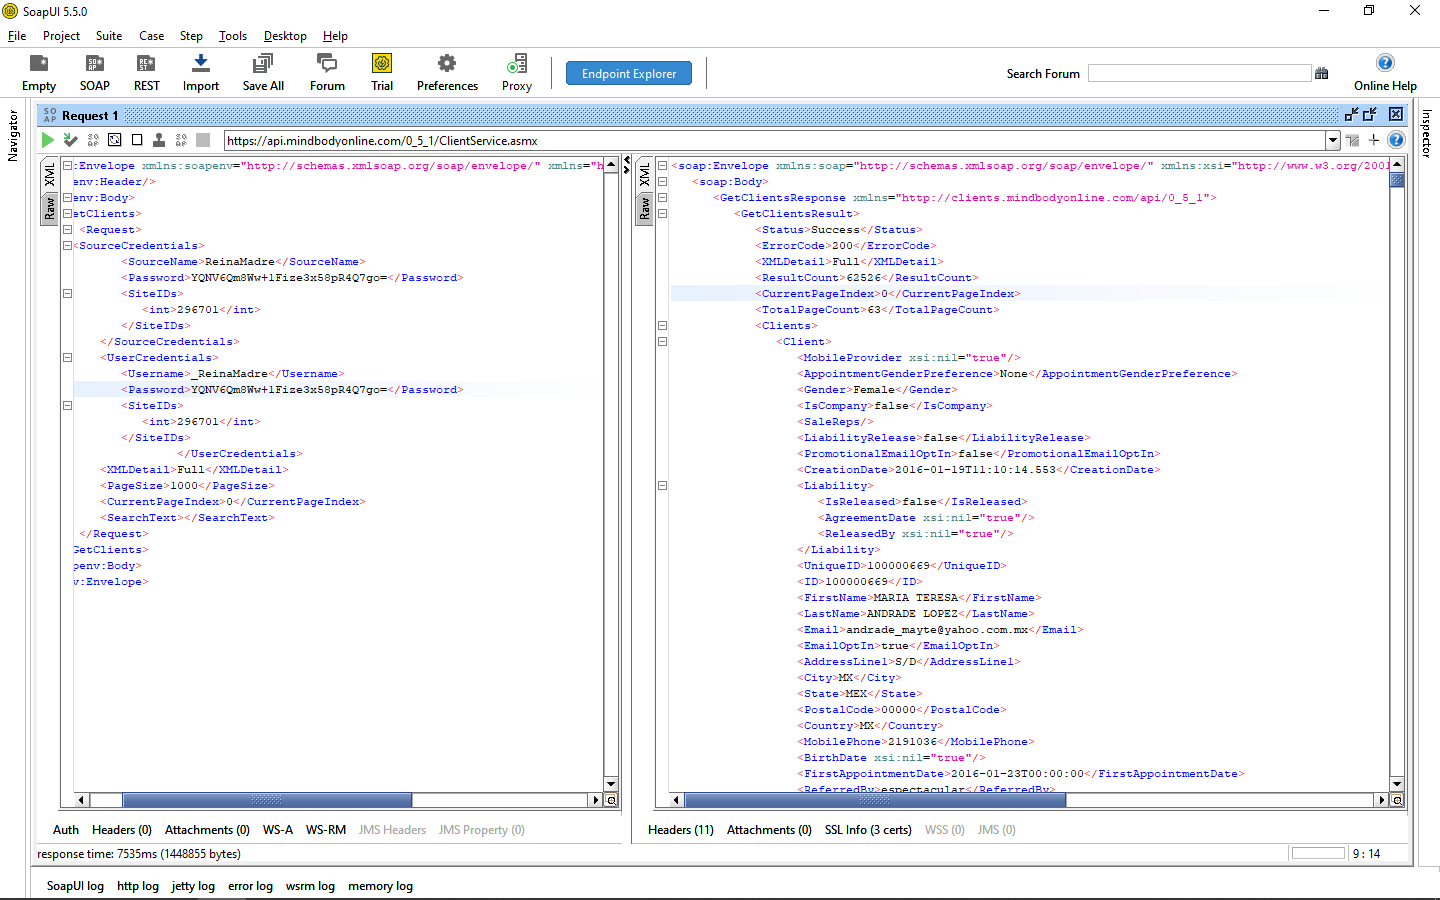 SoapUI 5.5.0
File Project Suite Case Step Tools Desktop Help
Empty SOAP REST Import Save All Forum Trial Preferences Proxy Endpoint Explorer Search Forum Online Help
Navigator
Inspector
SO AP Request 1
https://api.mindbodyonline.com/0_5_1/ClientService.asmx
XML
Raw
:Envelope xmlns:soapenv="http://schemas.xmlsoap.org/soap/envelope/" xmlns="h
env:Header/>
env:Body>
etClients>
<Request>
<SourceCredentials>
<SourceName>ReinaMadre</SourceName>
<Password>YQNV6Qm8Ww+1Fize3x58pR4Q7go=</Password>
<SiteIDs>
<int>296701</int>
</SiteIDs>
</SourceCredentials>
<UserCredentials>
<Username>_ReinaMadre</Username>
<Password>YQNV6Qm8Ww+1Fize3x58pR4Q7go=</Password>
<SiteIDs>
<int>296701</int>
</SiteIDs>
</UserCredentials>
<XMLDetail>Full</XMLDetail>
<PageSize>1000</PageSize>
<CurrentPageIndex>0</CurrentPageIndex>
<SearchText></SearchText>
</Request>
GetClients>
penv:Body>
v:Envelope>
XML
Raw
<soap:Envelope xmlns:soap="http://schemas.xmlsoap.org/soap/envelope/" xmlns:xsi="http://www.w3.org/2001
<soap:Body>
<GetClientsResponse xmlns="http://clients.mindbodyonline.com/api/0_5_1">
<GetClientsResult>
<Status>Success</Status>
<ErrorCode>200</ErrorCode>
<XMLDetail>Full</XMLDetail>
<ResultCount>62526</ResultCount>
<CurrentPageIndex>0</CurrentPageIndex>
<TotalPageCount>63</TotalPageCount>
<Clients>
<Client>
<MobileProvider xsi:nil="true"/>
<AppointmentGenderPreference>None</AppointmentGenderPreference>
<Gender>Female</Gender>
<IsCompany>false</IsCompany>
<SaleReps/>
<LiabilityRelease>false</LiabilityRelease>
<PromotionalEmailOptIn>false</PromotionalEmailOptIn>
<CreationDate>2016-01-19T11:10:14.553</CreationDate>
<Liability>
<IsReleased>false</IsReleased>
<AgreementDate xsi:nil="true"/>
<ReleasedBy xsi:nil="true"/>
</Liability>
<UniqueID>100000669</UniqueID>
<ID>100000669</ID>
<FirstName>MARIA TERESA</FirstName>
<LastName>ANDRADE LOPEZ</LastName>
<Email>andrade_mayte@yahoo.com.mx</Email>
<EmailOptIn>true</EmailOptIn>
<AddressLine1>S/D</AddressLine1>
<City>MX</City>
<State>MEX</State>
<PostalCode>00000</PostalCode>
<Country>MX</Country>
<MobilePhone>2191036</MobilePhone>
<BirthDate xsi:nil="true"/>
<FirstAppointmentDate>2016-01-23T00:00:00</FirstAppointmentDate>
<ReferredBy>espectacular</ReferredBy>
Auth Headers (0) Attachments (0) WS-A WS-RM JMS Headers JMS Property (0)
Headers (11) Attachments (0) SSL Info (3 certs) WSS (0) JMS (0)
response time: 7535ms (1448855 bytes)
9 : 14
SoapUI log http log jetty log error log wsrm log memory log